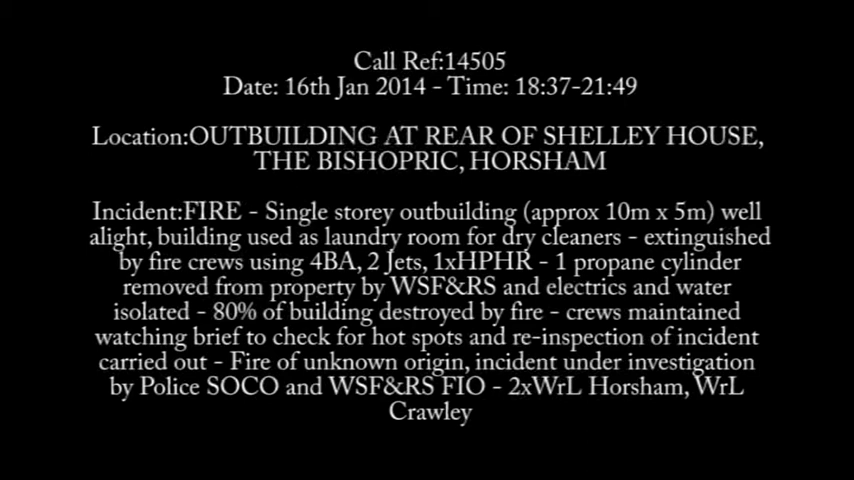 Call Ref:14505
Date: 16th Jan 2014 - Time: 18:37-21:49
Location:OUTBUILDING AT REAR OF SHELLEY HOUSE,
THE BISHOPRIC, HORSHAM
Incident:FIRE - Single storey outbuilding (approx 10m x 5m) well
alight, building used as laundry room for dry cleaners - extinguished
by fire crews using 4BA, 2 Jets, 1xHPHR - 1 propane cylinder
removed from property by WSF&RS and electrics and water
isolated - 80% of building destroyed by fire - crews maintained
watching brief to check for hot spots and re-inspection of incident
carried out - Fire of unknown origin, incident under investigation
by Police SOCO and WSF&RS FIO - 2xWrL Horsham, WrL
Crawley